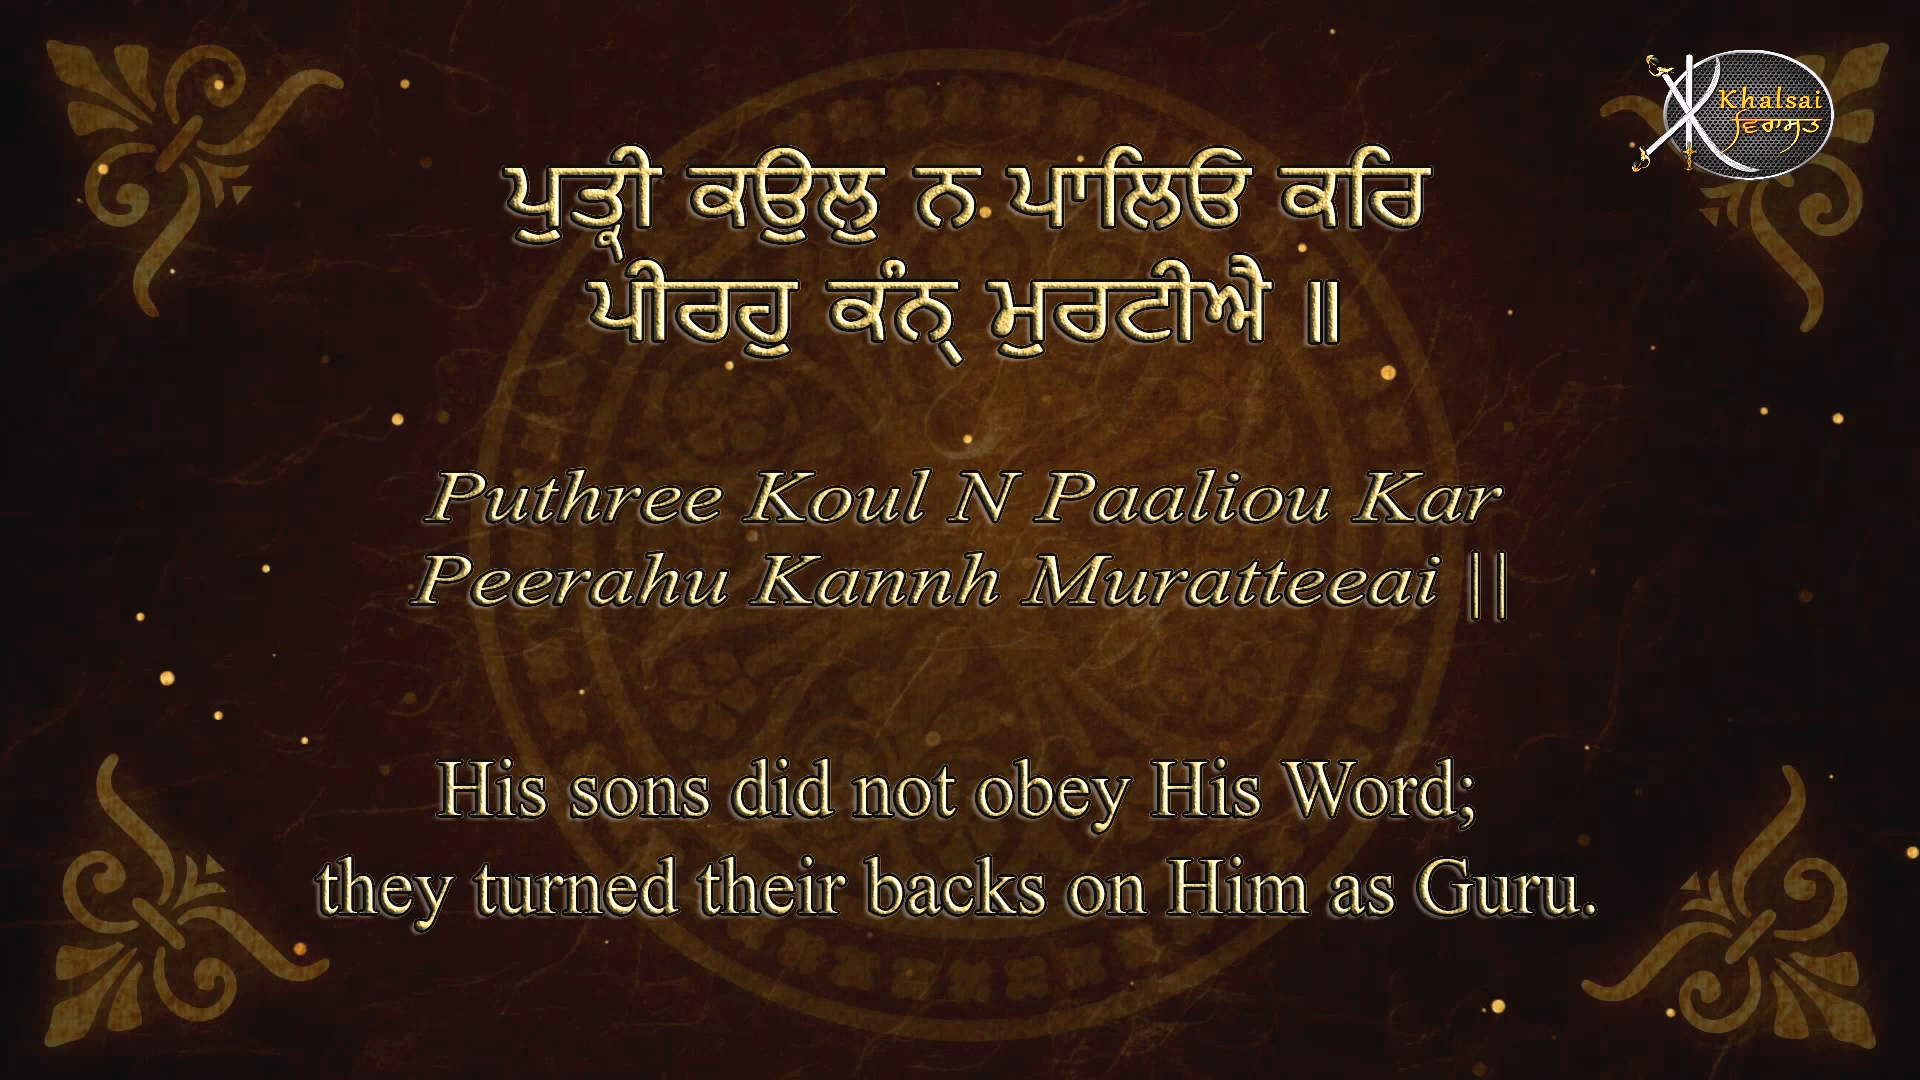 Khalsai
ਵਿਰਾਸਤ
ਪੁਤ੍ਰੀ ਕਉਲੁ ਨ ਪਾਲਿਓ ਕਰਿ
ਪੀਰਹੁ ਕੰਨ੍ ਮੁਰਟੀਐ ॥
Puthree Koul N Paaliou Kar
Peerahu Kannh Muratteeai ||
His sons did not obey His Word;
they turned their backs on Him as Guru.